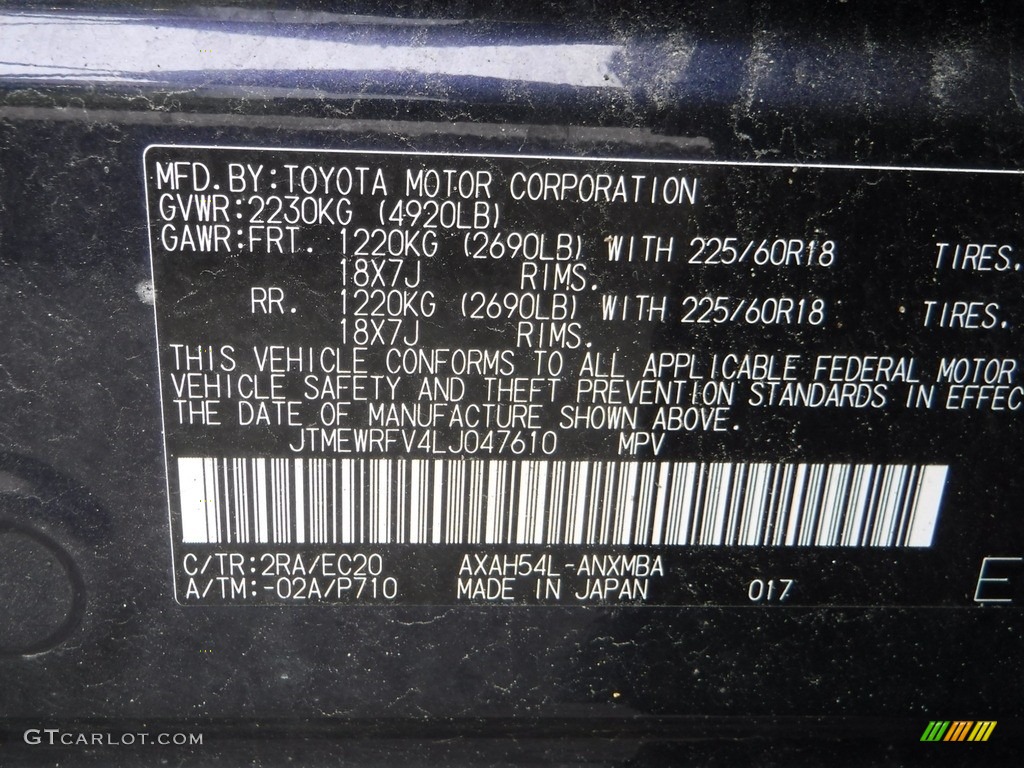 MFD.BY:TOYOTA MOTOR CORPORATION
GVWR:2230KG (4920LB)
GAWR:FRT. 1220KG (2690LB) WITH 225/60R18 TIRES.
18X7J RIMS.
RR. 1220KG (2690LB) WITH 225/60R18 TIRES.
18X7J RIMS.
THIS VEHICLE CONFORMS TO ALL APPLICABLE FEDERAL MOTOR
VEHICLE SAFETY AND THEFT PREVENTION STANDARDS IN EFFEC
THE DATE OF MANUFACTURE SHOWN ABOVE.
JTMEWRFV4LJ047610 MPV
C/TR:2RA/EC20 AXAH54L-ANXMBA
A/TM:-02A/P710 MADE IN JAPAN 017 E
GTCARLOT.COM